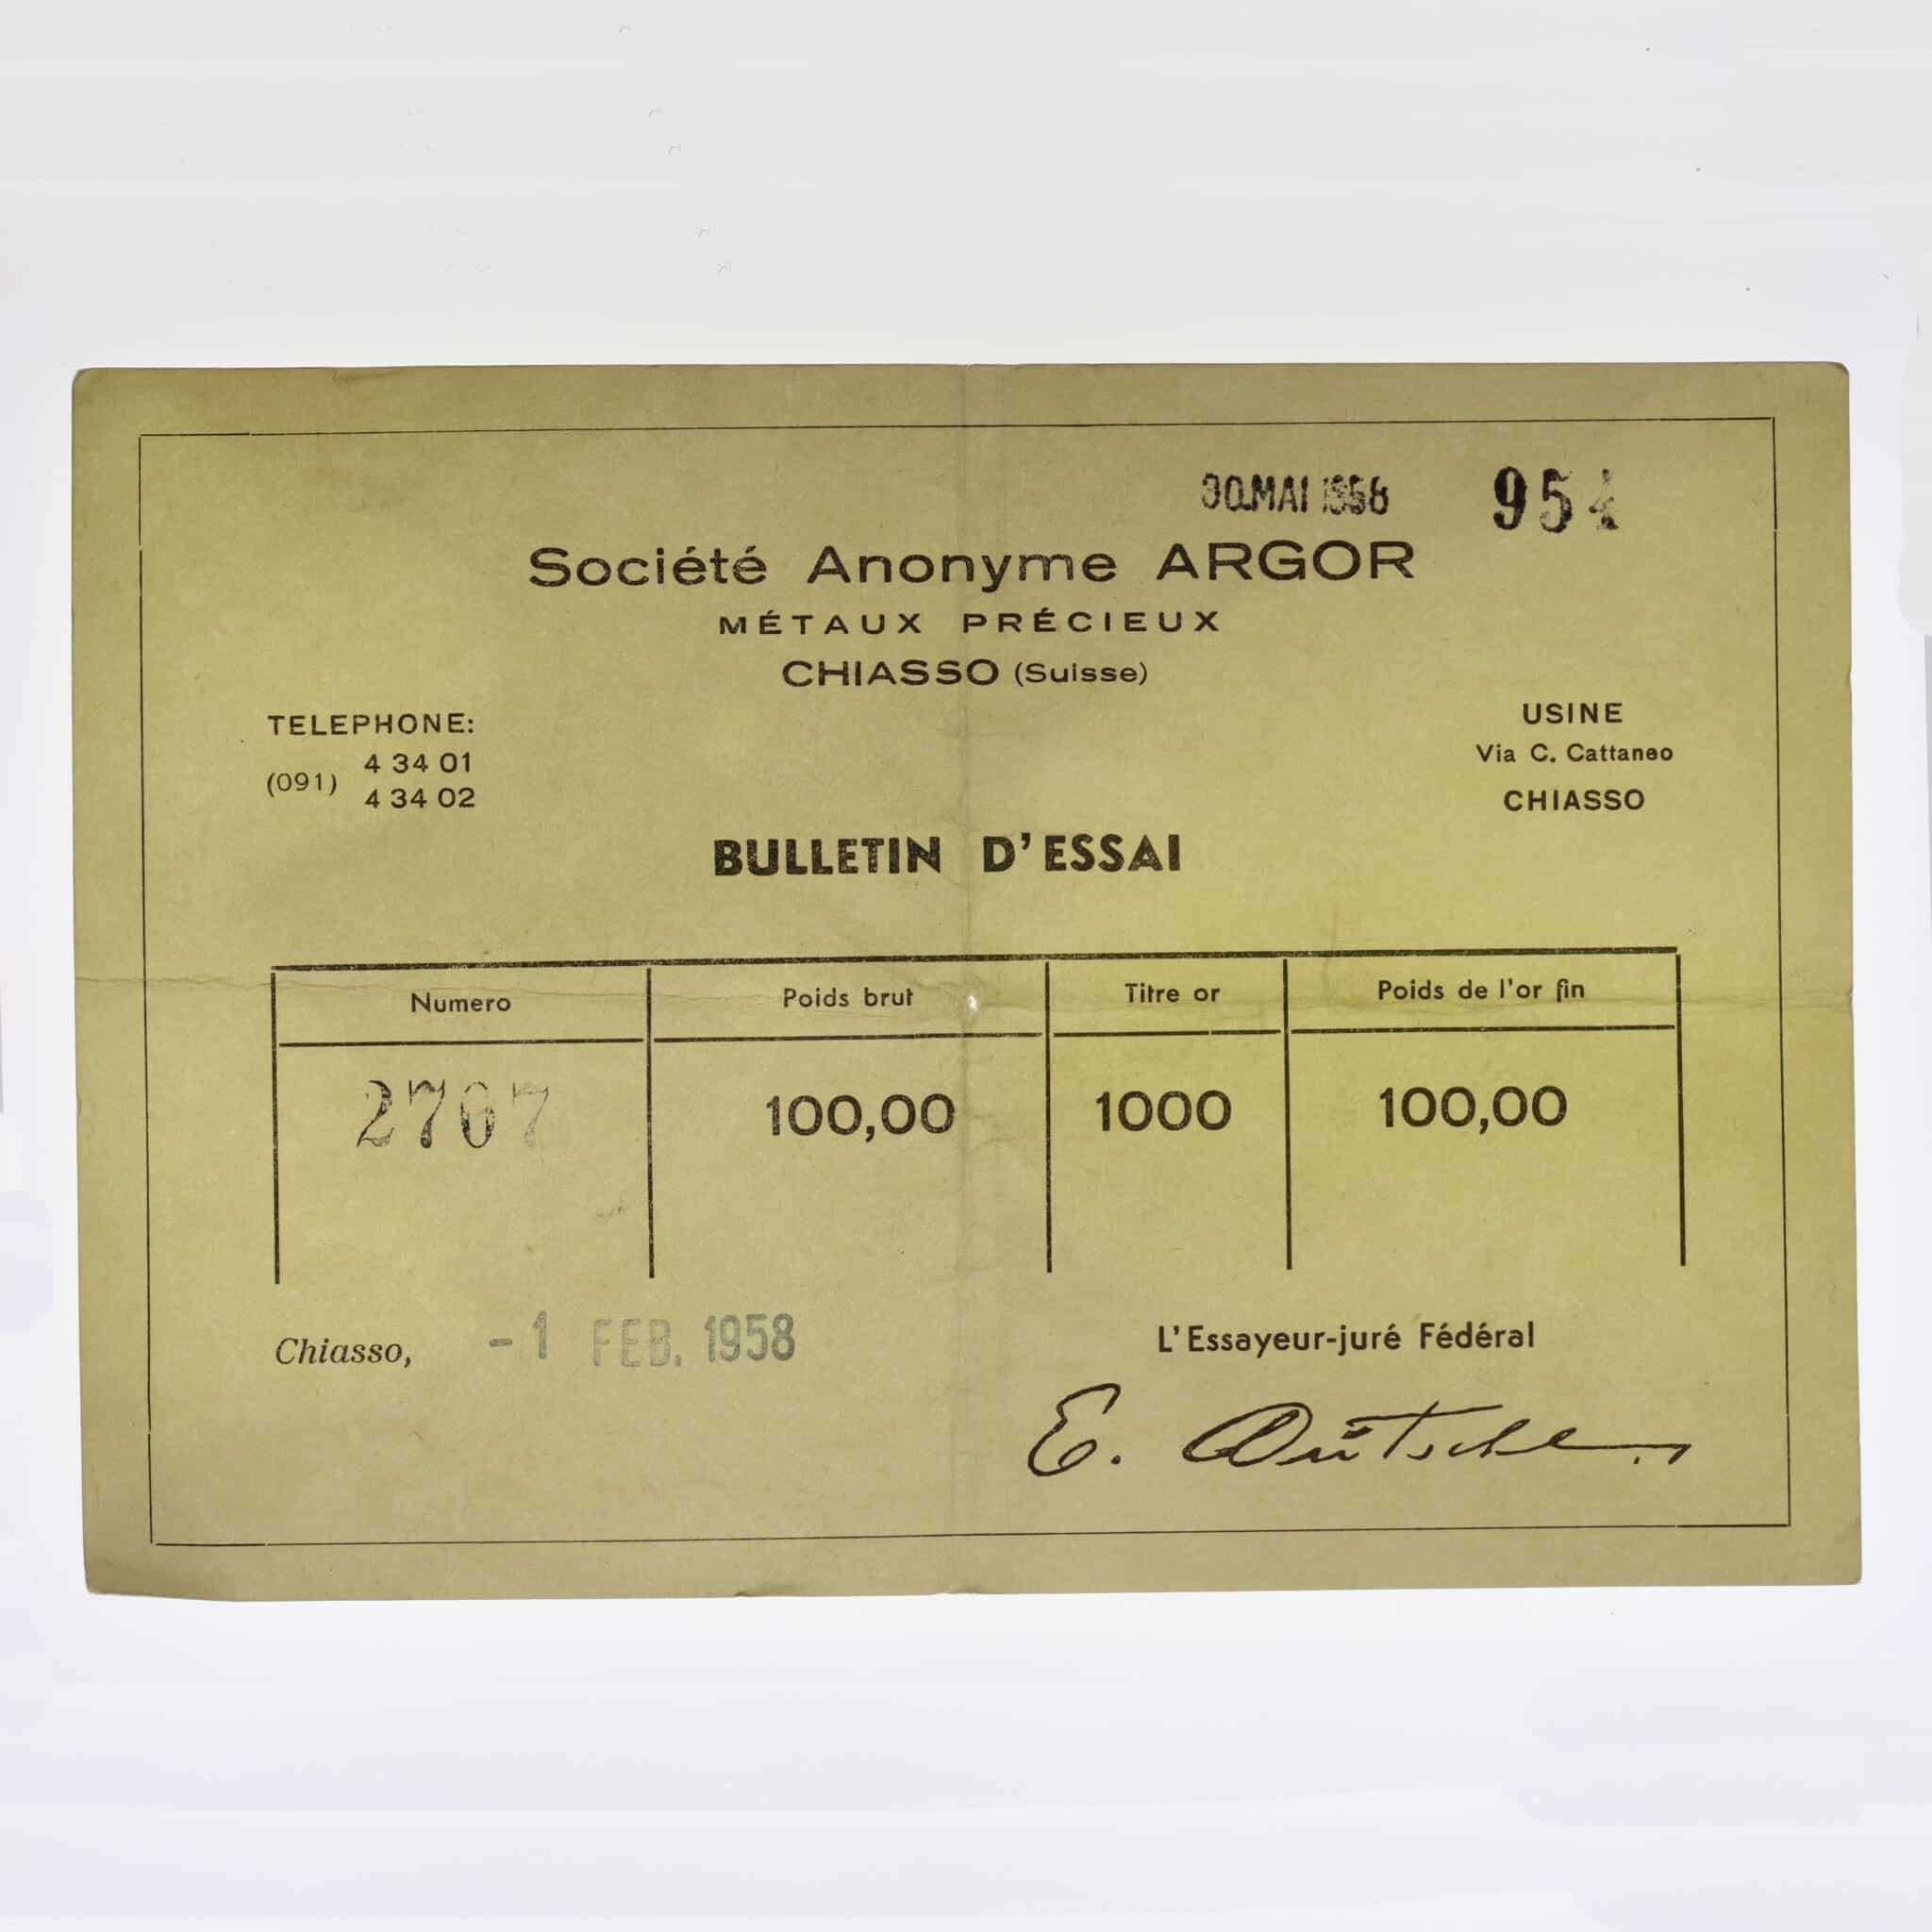 30.MAI 1958 954
Société Anonyme ARGOR
MÉTAUX PRÉCIEUX
CHIASSO (Suisse)
TELEPHONE:
(091) 4 34 01
4 34 02
USINE
Via C. Cattaneo
CHIASSO
BULLETIN D'ESSAI
Numero Poids brut Titre or Poids de l'or fin
2767 100,00 1000 100,00
Chiasso, -1 FEB. 1958
L'Essayeur-juré Fédéral
E.